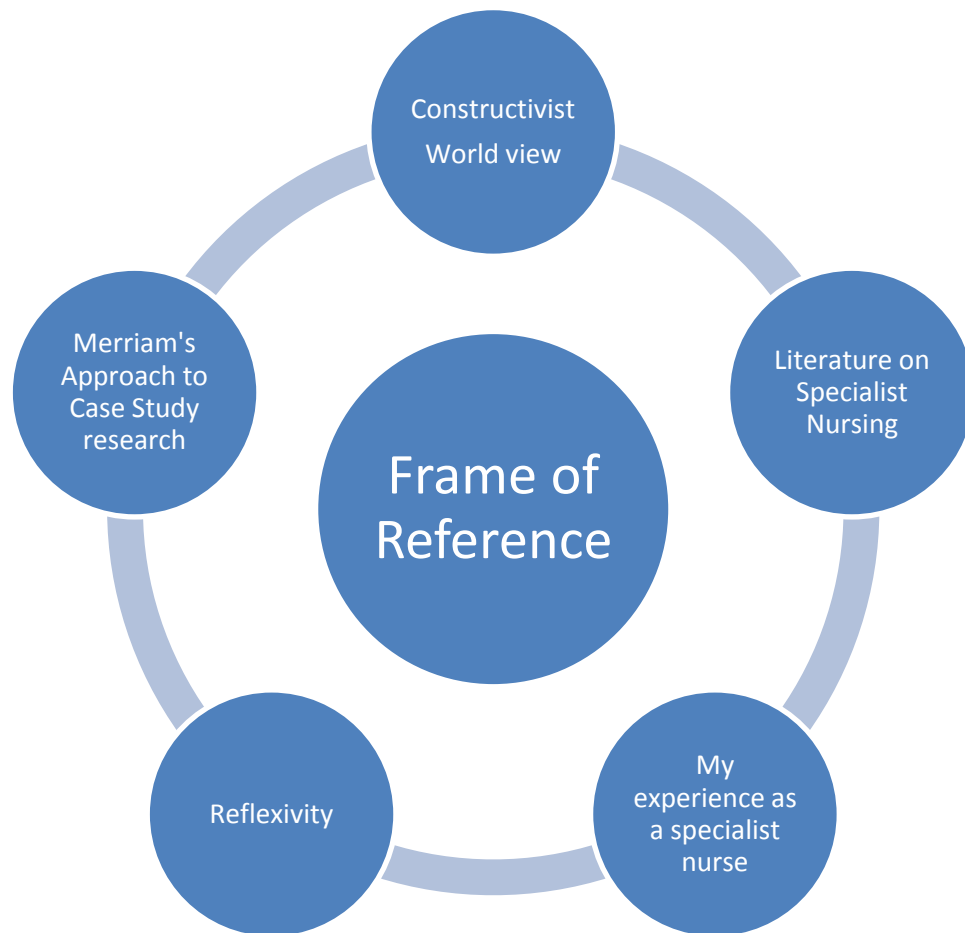 Constructivist
World view
Literature on
Specialist
Nursing
My
experience as
a specialist
nurse
Reflexivity
Merriam's
Approach to
Case Study
research
Frame of
Reference